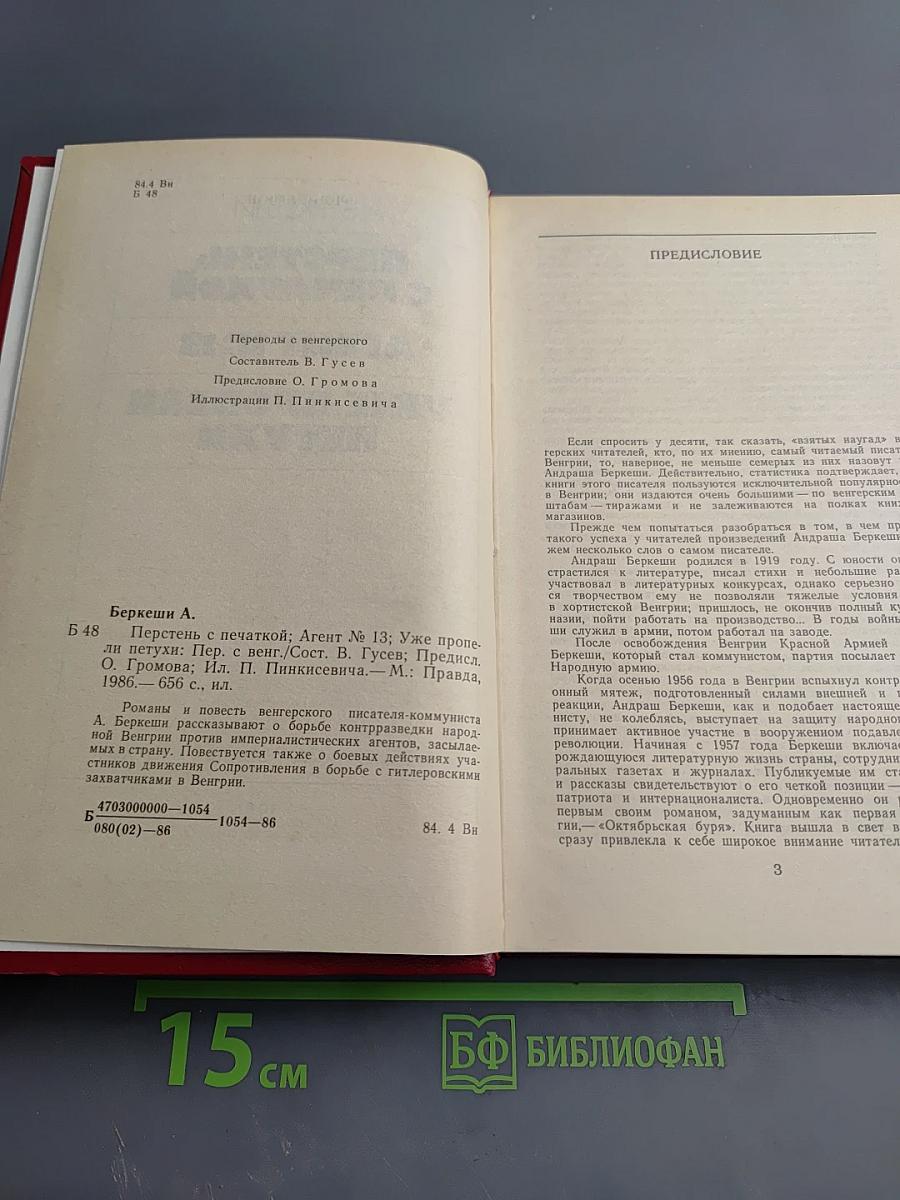 84.4 Вн
Б 48
Переводы с венгерского
Составитель В. Гусев
Предисловие О. Громова
Иллюстрации П. Пинкисевича
Беркеши А.
Б 48 Перстень с печаткой; Агент № 13; Уже пропе-
ли петухи: Пер. с венг./Сост. В. Гусев; Предисл.
О. Громова; Ил. П. Пинкисевича.— М.: Правда,
1986.— 656 с., ил.
Романы и повесть венгерского писателя-коммуниста
А. Беркеши рассказывают о борьбе контрразведки народ-
ной Венгрии против империалистических агентов, засылае-
мых в страну. Повествуется также о боевых действиях уча-
стников движения Сопротивления в борьбе с гитлеровскими
захватчиками в Венгрии.
Б 4703000000—1054
080(02)—86 1054—86
84. 4 Вн
ПРЕДИСЛОВИЕ
Если спросить у десяти, так сказать, «взятых наугад» в
герских читателей, кто, по их мнению, самый читаемый писат
Венгрии, то, наверное, не меньше семерых из них назовут
Андраша Беркеши. Действительно, статистика подтверждает,
книги этого писателя пользуются исключительной популярнос
в Венгрии; они издаются очень большими — по венгерским
штабам — тиражами и не залеживаются на полках книж
магазинов.
Прежде чем попытаться разобраться в том, в чем пр
такого успеха у читателей произведений Андраша Беркеши
жем несколько слов о самом писателе.
Андраш Беркеши родился в 1919 году. С юности он
страстился к литературе, писал стихи и небольшие ра
участвовал в литературных конкурсах, однако серьезно
ся творчеством ему не позволяли тяжелые условия
в хортистской Венгрии; пришлось, не окончив полный ку
назии, пойти работать на производство... В годы войны
ши служил в армии, потом работал на заводе.
После освобождения Венгрии Красной Армией
Беркеши, который стал коммунистом, партия посылает
Народную армию.
Когда осенью 1956 года в Венгрии вспыхнул контр
онный мятеж, подготовленный силами внешней и
реакции, Андраш Беркеши, как и подобает настояще
нисту, не колеблясь, выступает на защиту народно
принимает активное участие в вооруженном подавле
революции. Начиная с 1957 года Беркеши включае
рождающуюся литературную жизнь страны, сотрудни
ральных газетах и журналах. Публикуемые им ста
и рассказы свидетельствуют о его четкой позиции —
патриота и интернационалиста. Одновременно он р
первым своим романом, задуманным как первая
гии,— «Октябрьская буря». Книга вышла в свет в
сразу привлекла к себе широкое внимание читател
3
15 см
БФ БИБЛИОФАН